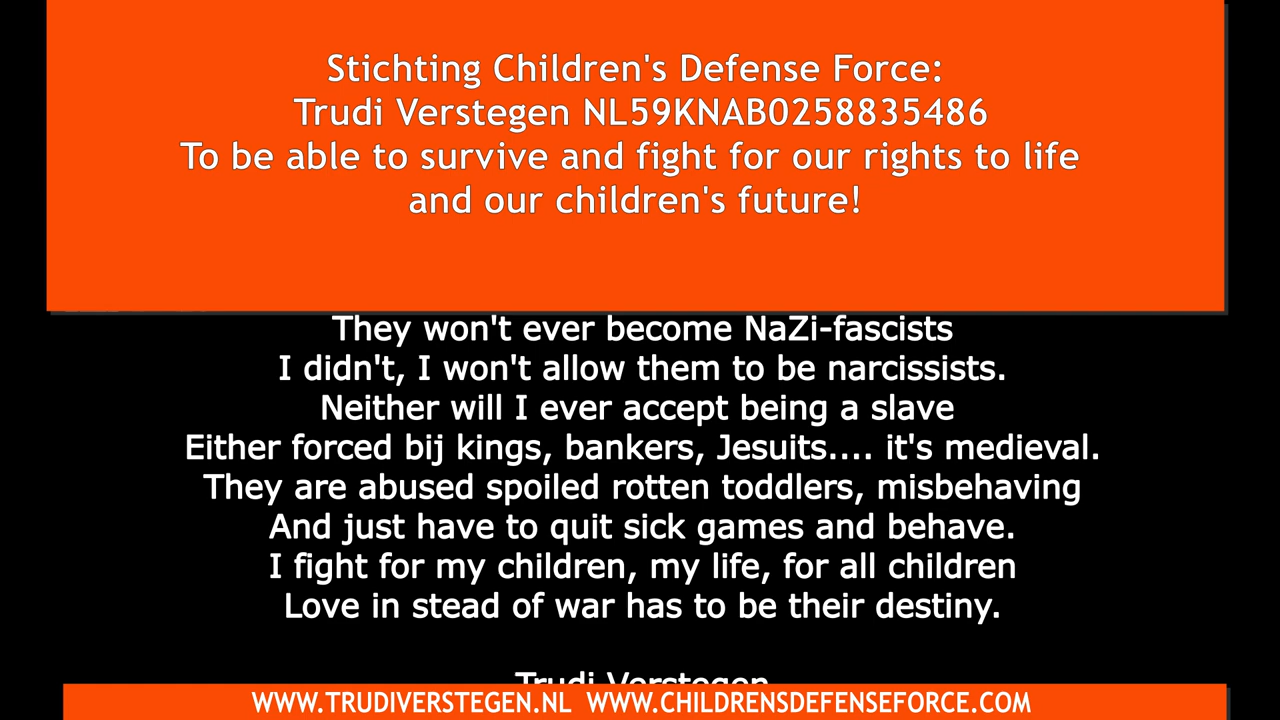 Stichting Children's Defense Force:
Trudi Verstegen NL59KNAB0258835486
To be able to survive and fight for our rights to life
and our children's future!
They won't ever become NaZi-fascists
I didn't, I won't allow them to be narcissists.
Neither will I ever accept being a slave
Either forced bij kings, bankers, Jesuits.... it's medieval.
They are abused spoiled rotten toddlers, misbehaving
And just have to quit sick games and behave.
I fight for my children, my life, for all children
Love in stead of war has to be their destiny.
Trudi Verstegen
WWW.TRUDIVERSTEGEN.NL WWW.CHILDRENSDEFENSEFORCE.COM